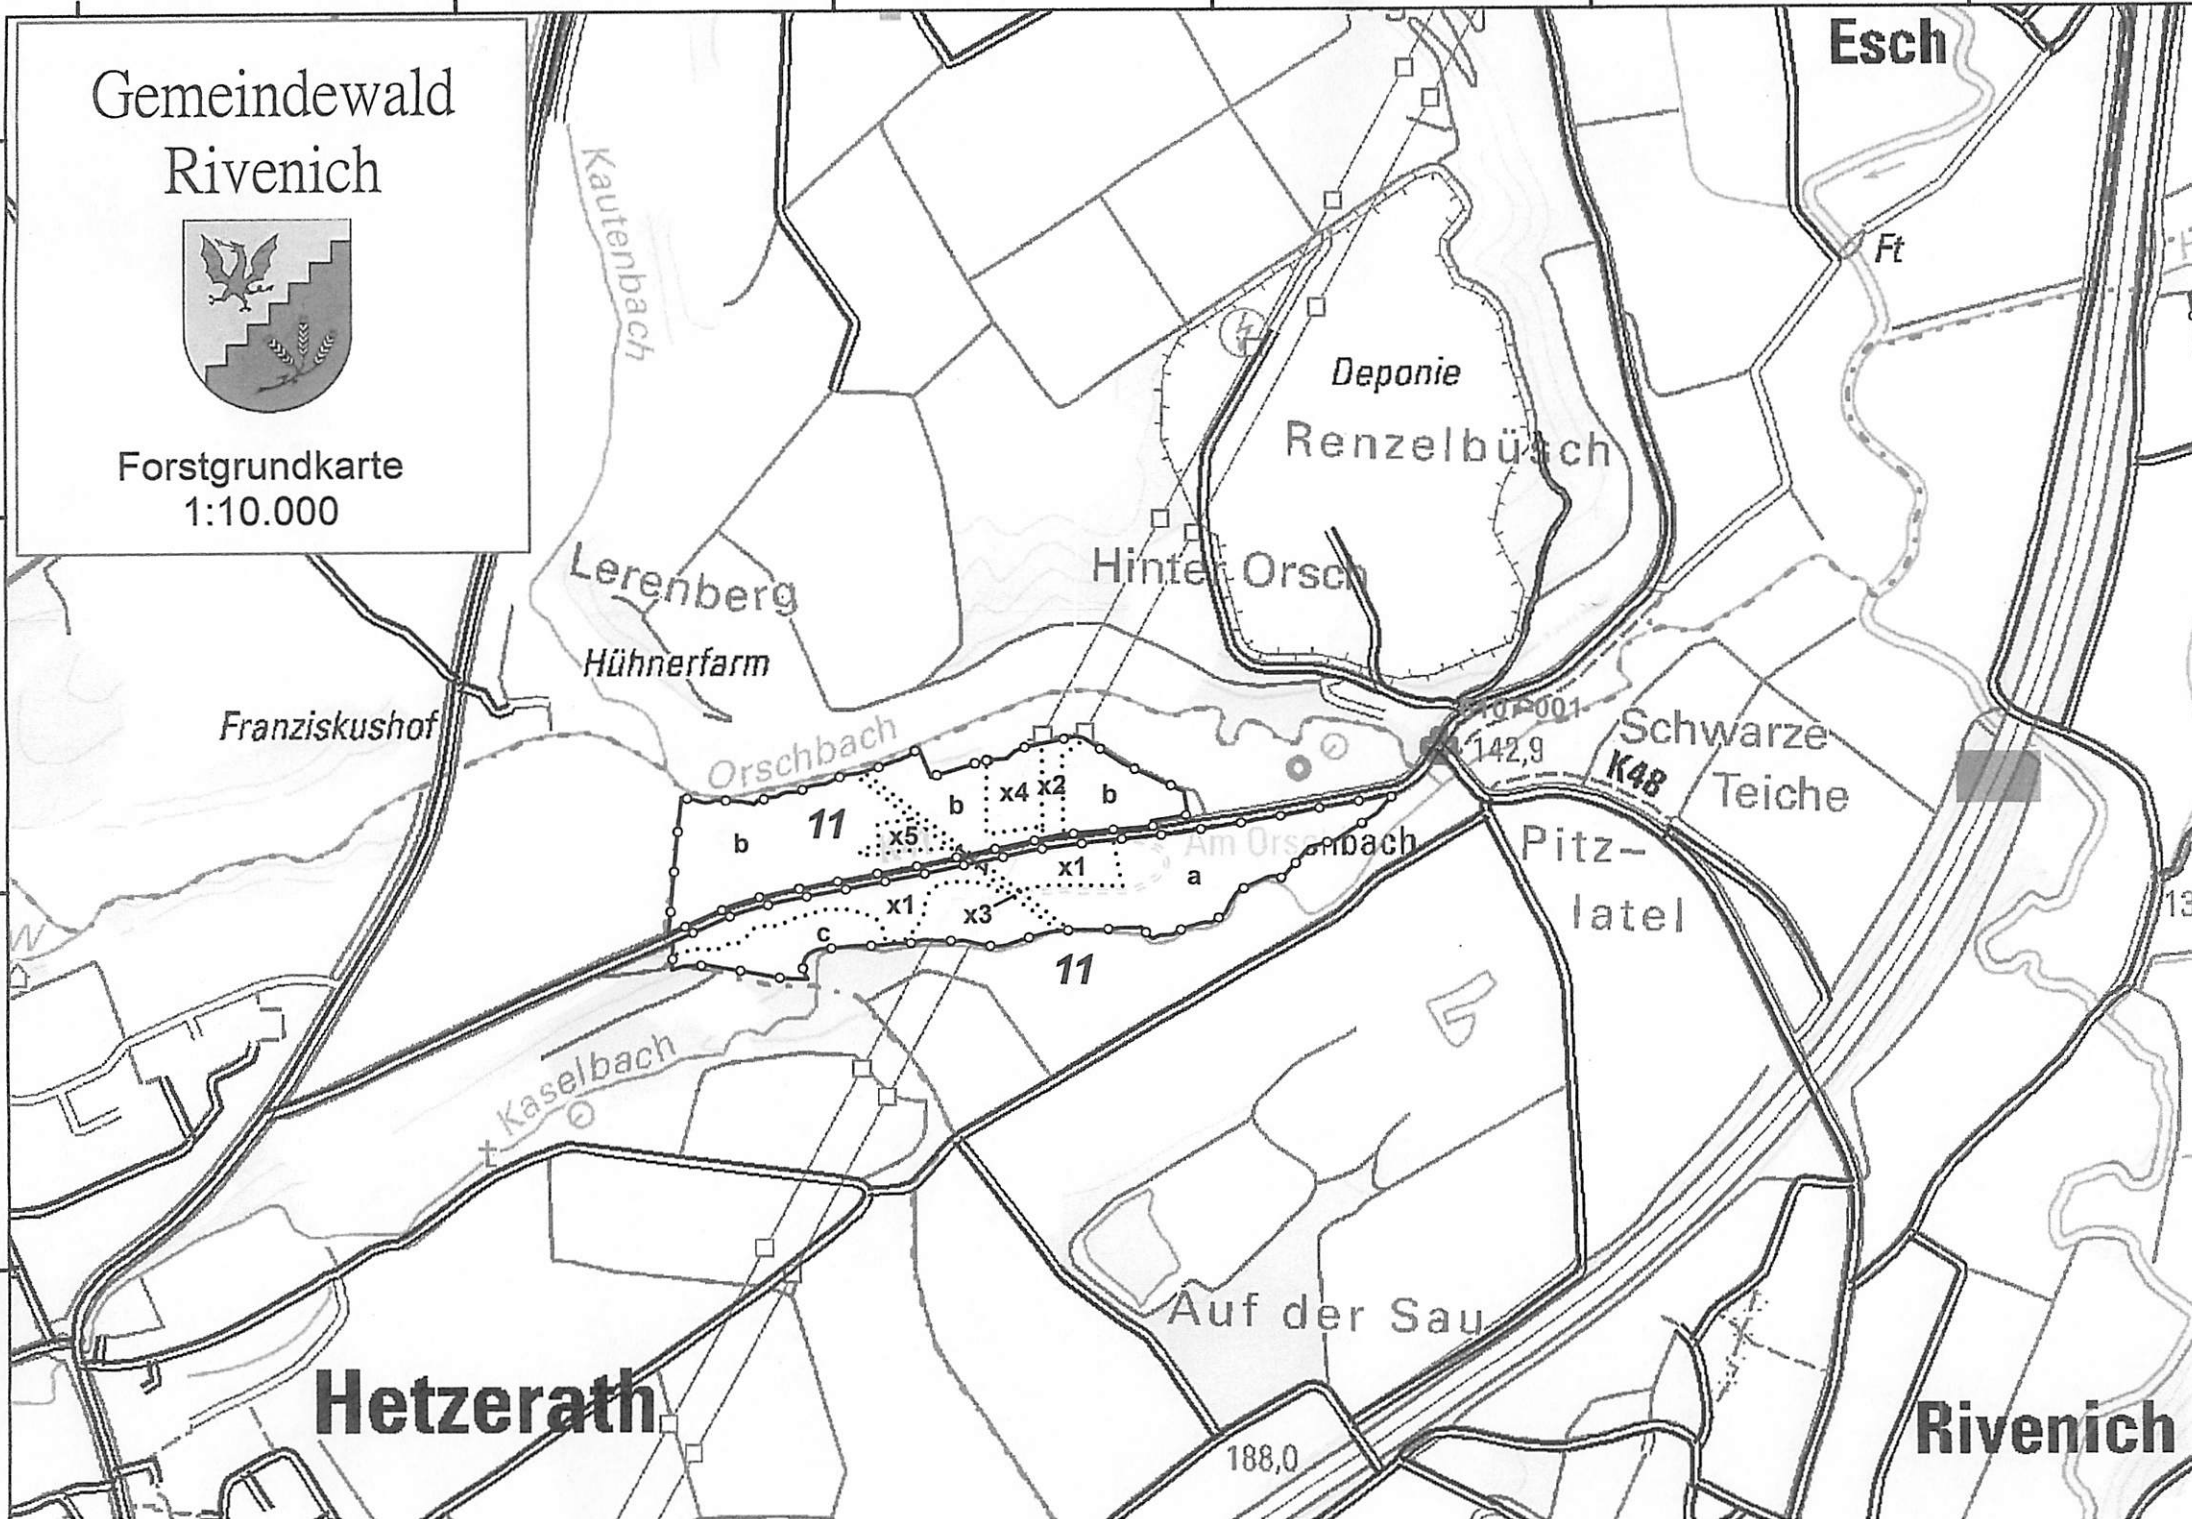 Gemeindewald
Rivenich
Forstgrundkarte
1:10.000
Esch
Kautenbach
Ft
Deponie
Renzelbüsch
Hinter Orsch
Lerenberg
Hühnerfarm
Franziskushof
Orschbach
142,9
Schwarze
Teiche
K48
b
11
x5
b
x4
x2
b
Am Orschbach
x1
a
x1
x3
c
11
Pitz-
latel
13
Kaselbach
Auf der Sau
Hetzerath
188,0
Rivenich